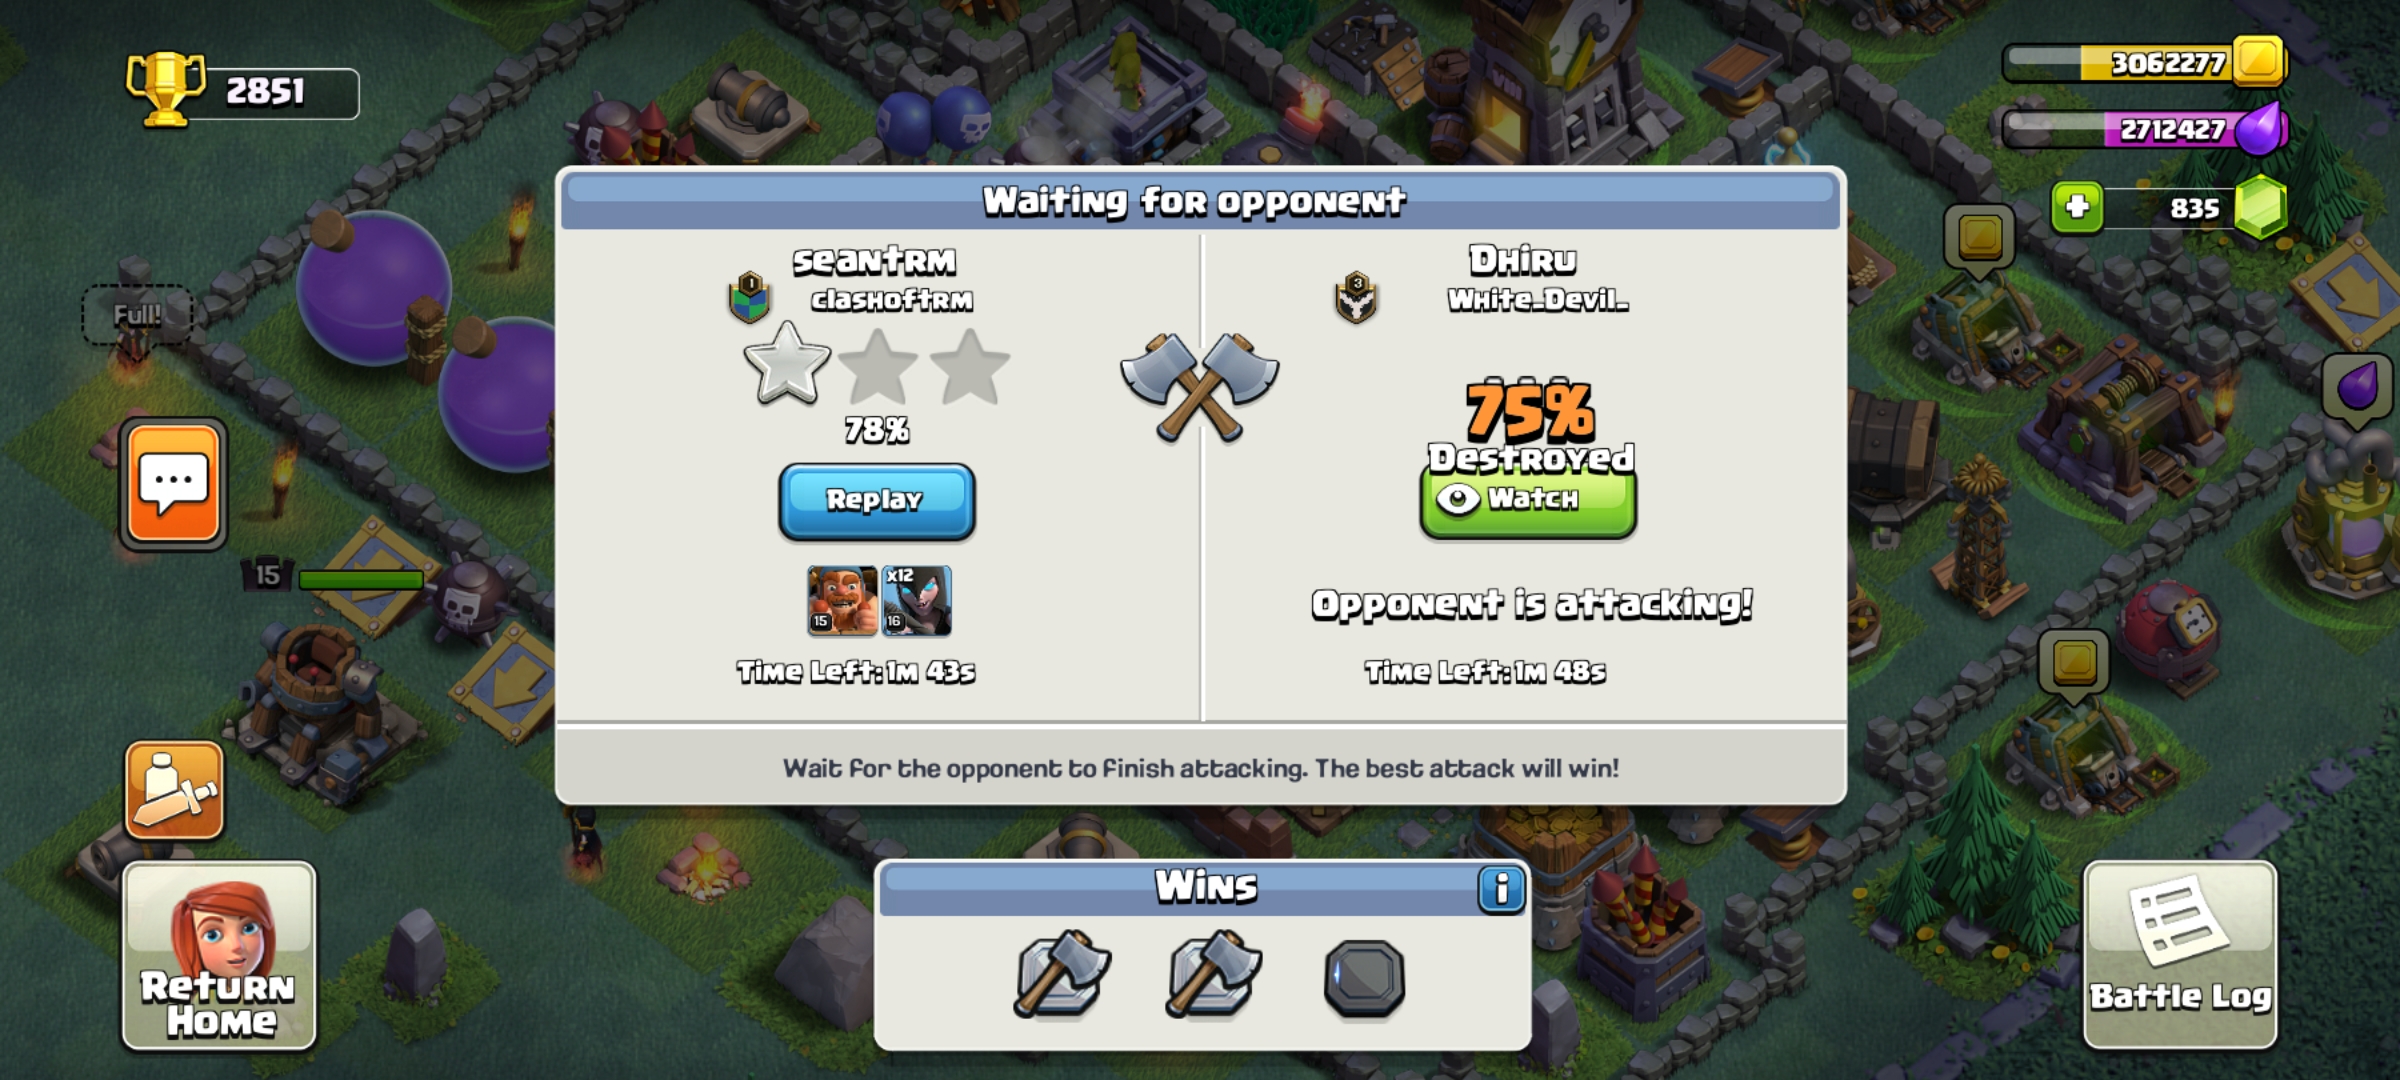 2851
3062277
2712427
835
Full!
15
Waiting for opponent
seantrm
clashoftrm
1
78%
Replay
x12
15
16
Time Left:1m 43s
Dhiru
White_Devil_
3
75%
Destroyed
Watch
Opponent is attacking!
Time Left:1m 48s
Wait for the opponent to finish attacking. The best attack will win!
Wins
i
Return
Home
Battle Log